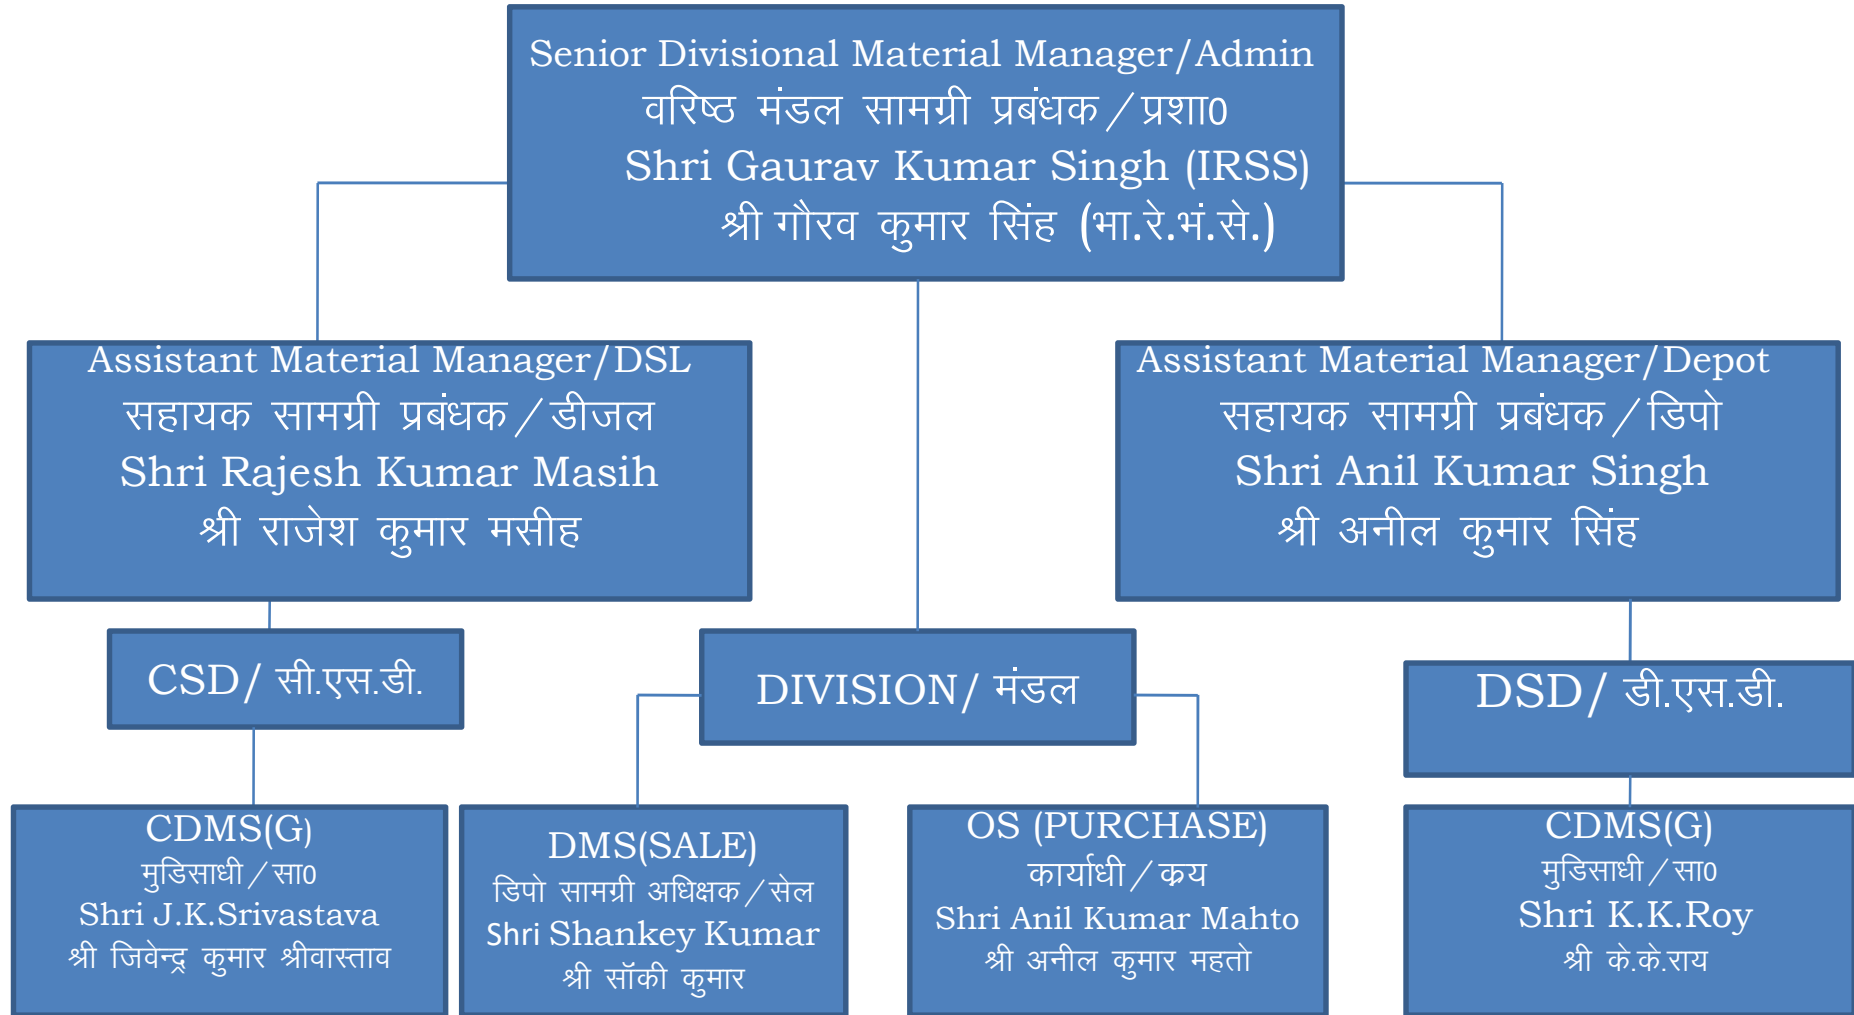 Senior Divisional Material Manager/Admin
वरिष्ठ मंडल सामग्री प्रबंधक/प्रशा0
Shri Gaurav Kumar Singh (IRSS)
श्री गौरव कुमार सिंह (भा.रे.भं.से.)
Assistant Material Manager/DSL
सहायक सामग्री प्रबंधक/डीजल
Shri Rajesh Kumar Masih
श्री राजेश कुमार मसीह
Assistant Material Manager/Depot
सहायक सामग्री प्रबंधक/डिपो
Shri Anil Kumar Singh
श्री अनील कुमार सिंह
CSD/ सी.एस.डी.
DIVISION/ मंडल
DSD/ डी.एस.डी.
CDMS(G)
मुडिसाधी/सा0
Shri J.K.Srivastava
श्री जिवेन्द्र कुमार श्रीवास्ताव
DMS(SALE)
डिपो सामग्री अधिक्षक/सेल
Shri Shankey Kumar
श्री सॉकी कुमार
OS (PURCHASE)
कार्याधी/क्रय
Shri Anil Kumar Mahto
श्री अनील कुमार महतो
CDMS(G)
मुडिसाधी/सा0
Shri K.K.Roy
श्री के.के.राय